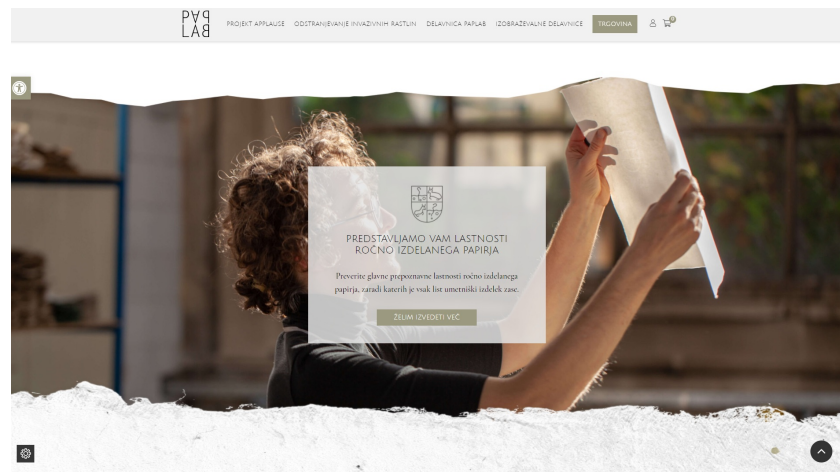 PAP
LAB
PROJEKT APPLAUSE ODSTRANJEVANJE INVAZIVNIH RASTLIN DELAVNICA PAPLAB IZOBRAŽEVALNE DELAVNICE TRGOVINA 0
PREDSTAVLJAMO VAM LASTNOSTI
ROČNO IZDELANEGA PAPIRJA
Preverite glavne prepoznavne lastnosti ročno izdelanega
papirja, zaradi katerih je vsak list umetniški izdelek zase.
ŽELIM IZVEDETI VEČ